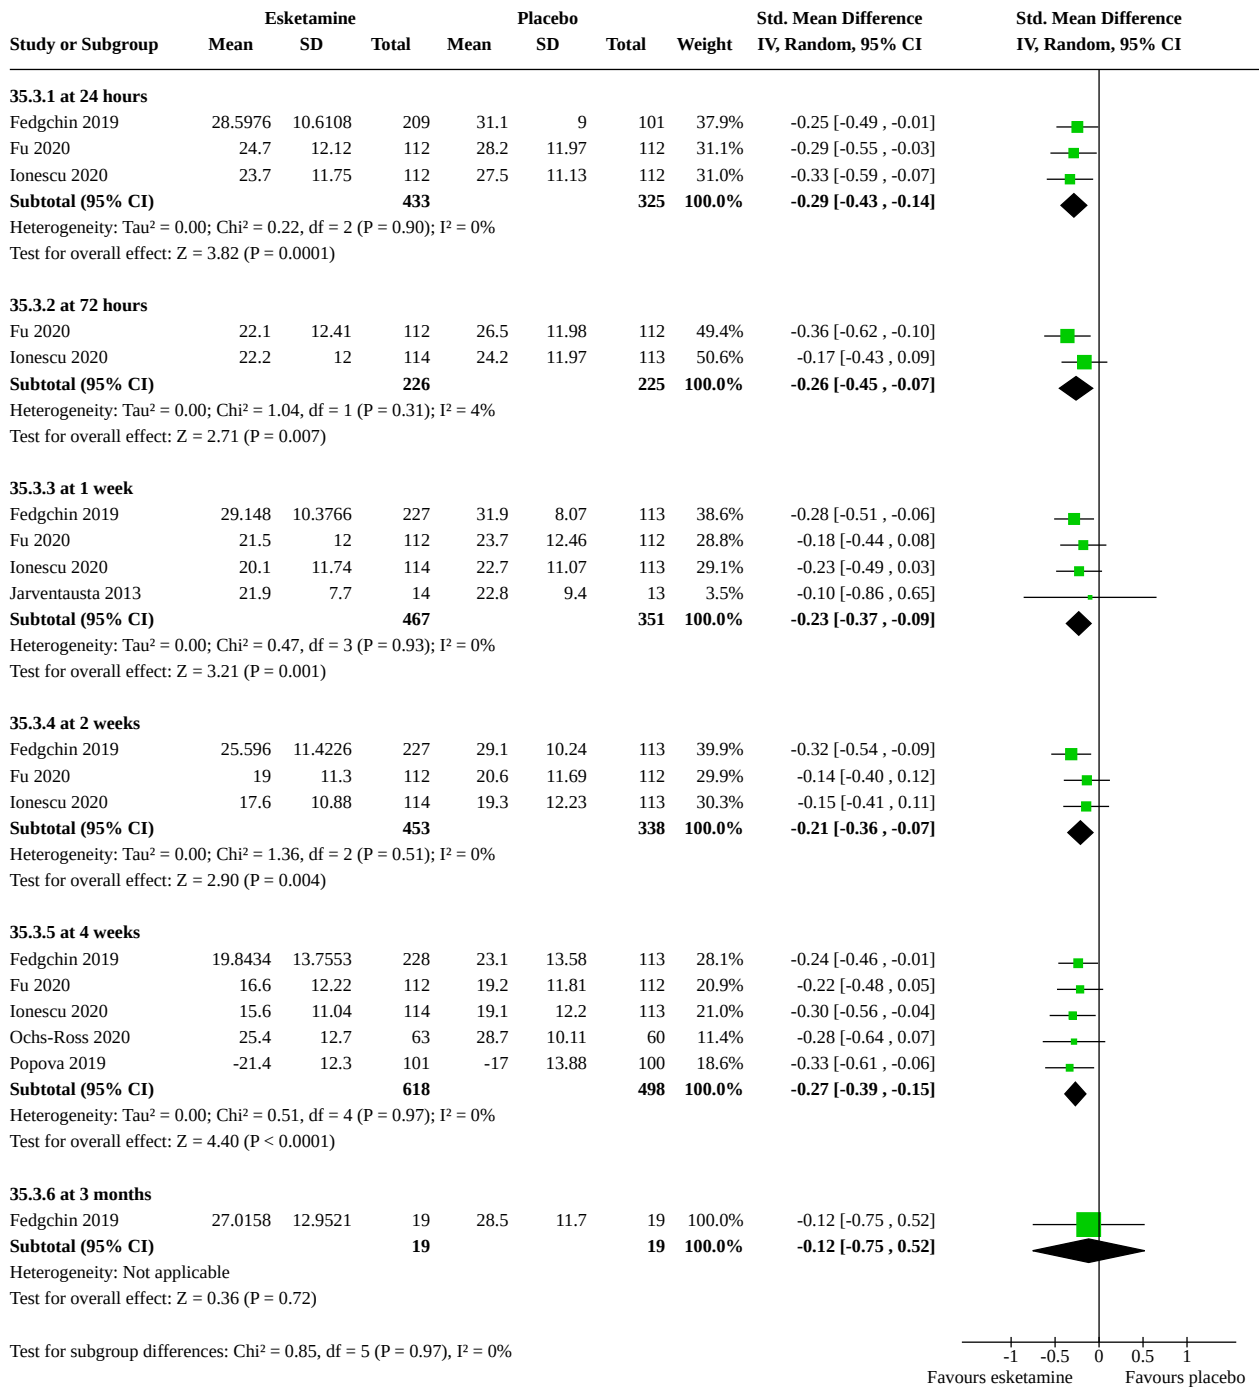 Esketamine Placebo Std. Mean Difference Std. Mean Difference
Study or Subgroup Mean SD Total Mean SD Total Weight IV, Random, 95% CI IV, Random, 95% CI
35.3.1 at 24 hours
Fedgchin 2019 28.5976 10.6108 209 31.1 9 101 37.9% -0.25 [-0.49 , -0.01]
Fu 2020 24.7 12.12 112 28.2 11.97 112 31.1% -0.29 [-0.55 , -0.03]
Ionescu 2020 23.7 11.75 112 27.5 11.13 112 31.0% -0.33 [-0.59 , -0.07]
Subtotal (95% CI) 433 325 100.0% -0.29 [-0.43 , -0.14]
Heterogeneity: Tau² = 0.00; Chi² = 0.22, df = 2 (P = 0.90); I² = 0%
Test for overall effect: Z = 3.82 (P = 0.0001)
35.3.2 at 72 hours
Fu 2020 22.1 12.41 112 26.5 11.98 112 49.4% -0.36 [-0.62 , -0.10]
Ionescu 2020 22.2 12 114 24.2 11.97 113 50.6% -0.17 [-0.43 , 0.09]
Subtotal (95% CI) 226 225 100.0% -0.26 [-0.45 , -0.07]
Heterogeneity: Tau² = 0.00; Chi² = 1.04, df = 1 (P = 0.31); I² = 4%
Test for overall effect: Z = 2.71 (P = 0.007)
35.3.3 at 1 week
Fedgchin 2019 29.148 10.3766 227 31.9 8.07 113 38.6% -0.28 [-0.51 , -0.06]
Fu 2020 21.5 12 112 23.7 12.46 112 28.8% -0.18 [-0.44 , 0.08]
Ionescu 2020 20.1 11.74 114 22.7 11.07 113 29.1% -0.23 [-0.49 , 0.03]
Jarventausta 2013 21.9 7.7 14 22.8 9.4 13 3.5% -0.10 [-0.86 , 0.65]
Subtotal (95% CI) 467 351 100.0% -0.23 [-0.37 , -0.09]
Heterogeneity: Tau² = 0.00; Chi² = 0.47, df = 3 (P = 0.93); I² = 0%
Test for overall effect: Z = 3.21 (P = 0.001)
35.3.4 at 2 weeks
Fedgchin 2019 25.596 11.4226 227 29.1 10.24 113 39.9% -0.32 [-0.54 , -0.09]
Fu 2020 19 11.3 112 20.6 11.69 112 29.9% -0.14 [-0.40 , 0.12]
Ionescu 2020 17.6 10.88 114 19.3 12.23 113 30.3% -0.15 [-0.41 , 0.11]
Subtotal (95% CI) 453 338 100.0% -0.21 [-0.36 , -0.07]
Heterogeneity: Tau² = 0.00; Chi² = 1.36, df = 2 (P = 0.51); I² = 0%
Test for overall effect: Z = 2.90 (P = 0.004)
35.3.5 at 4 weeks
Fedgchin 2019 19.8434 13.7553 228 23.1 13.58 113 28.1% -0.24 [-0.46 , -0.01]
Fu 2020 16.6 12.22 112 19.2 11.81 112 20.9% -0.22 [-0.48 , 0.05]
Ionescu 2020 15.6 11.04 114 19.1 12.2 113 21.0% -0.30 [-0.56 , -0.04]
Ochs-Ross 2020 25.4 12.7 63 28.7 10.11 60 11.4% -0.28 [-0.64 , 0.07]
Popova 2019 -21.4 12.3 101 -17 13.88 100 18.6% -0.33 [-0.61 , -0.06]
Subtotal (95% CI) 618 498 100.0% -0.27 [-0.39 , -0.15]
Heterogeneity: Tau² = 0.00; Chi² = 0.51, df = 4 (P = 0.97); I² = 0%
Test for overall effect: Z = 4.40 (P < 0.0001)
35.3.6 at 3 months
Fedgchin 2019 27.0158 12.9521 19 28.5 11.7 19 100.0% -0.12 [-0.75 , 0.52]
Subtotal (95% CI) 19 19 100.0% -0.12 [-0.75 , 0.52]
Heterogeneity: Not applicable
Test for overall effect: Z = 0.36 (P = 0.72)
Test for subgroup differences: Chi² = 0.85, df = 5 (P = 0.97), I² = 0%
-1 -0.5 0 0.5 1
Favours esketamine Favours placebo